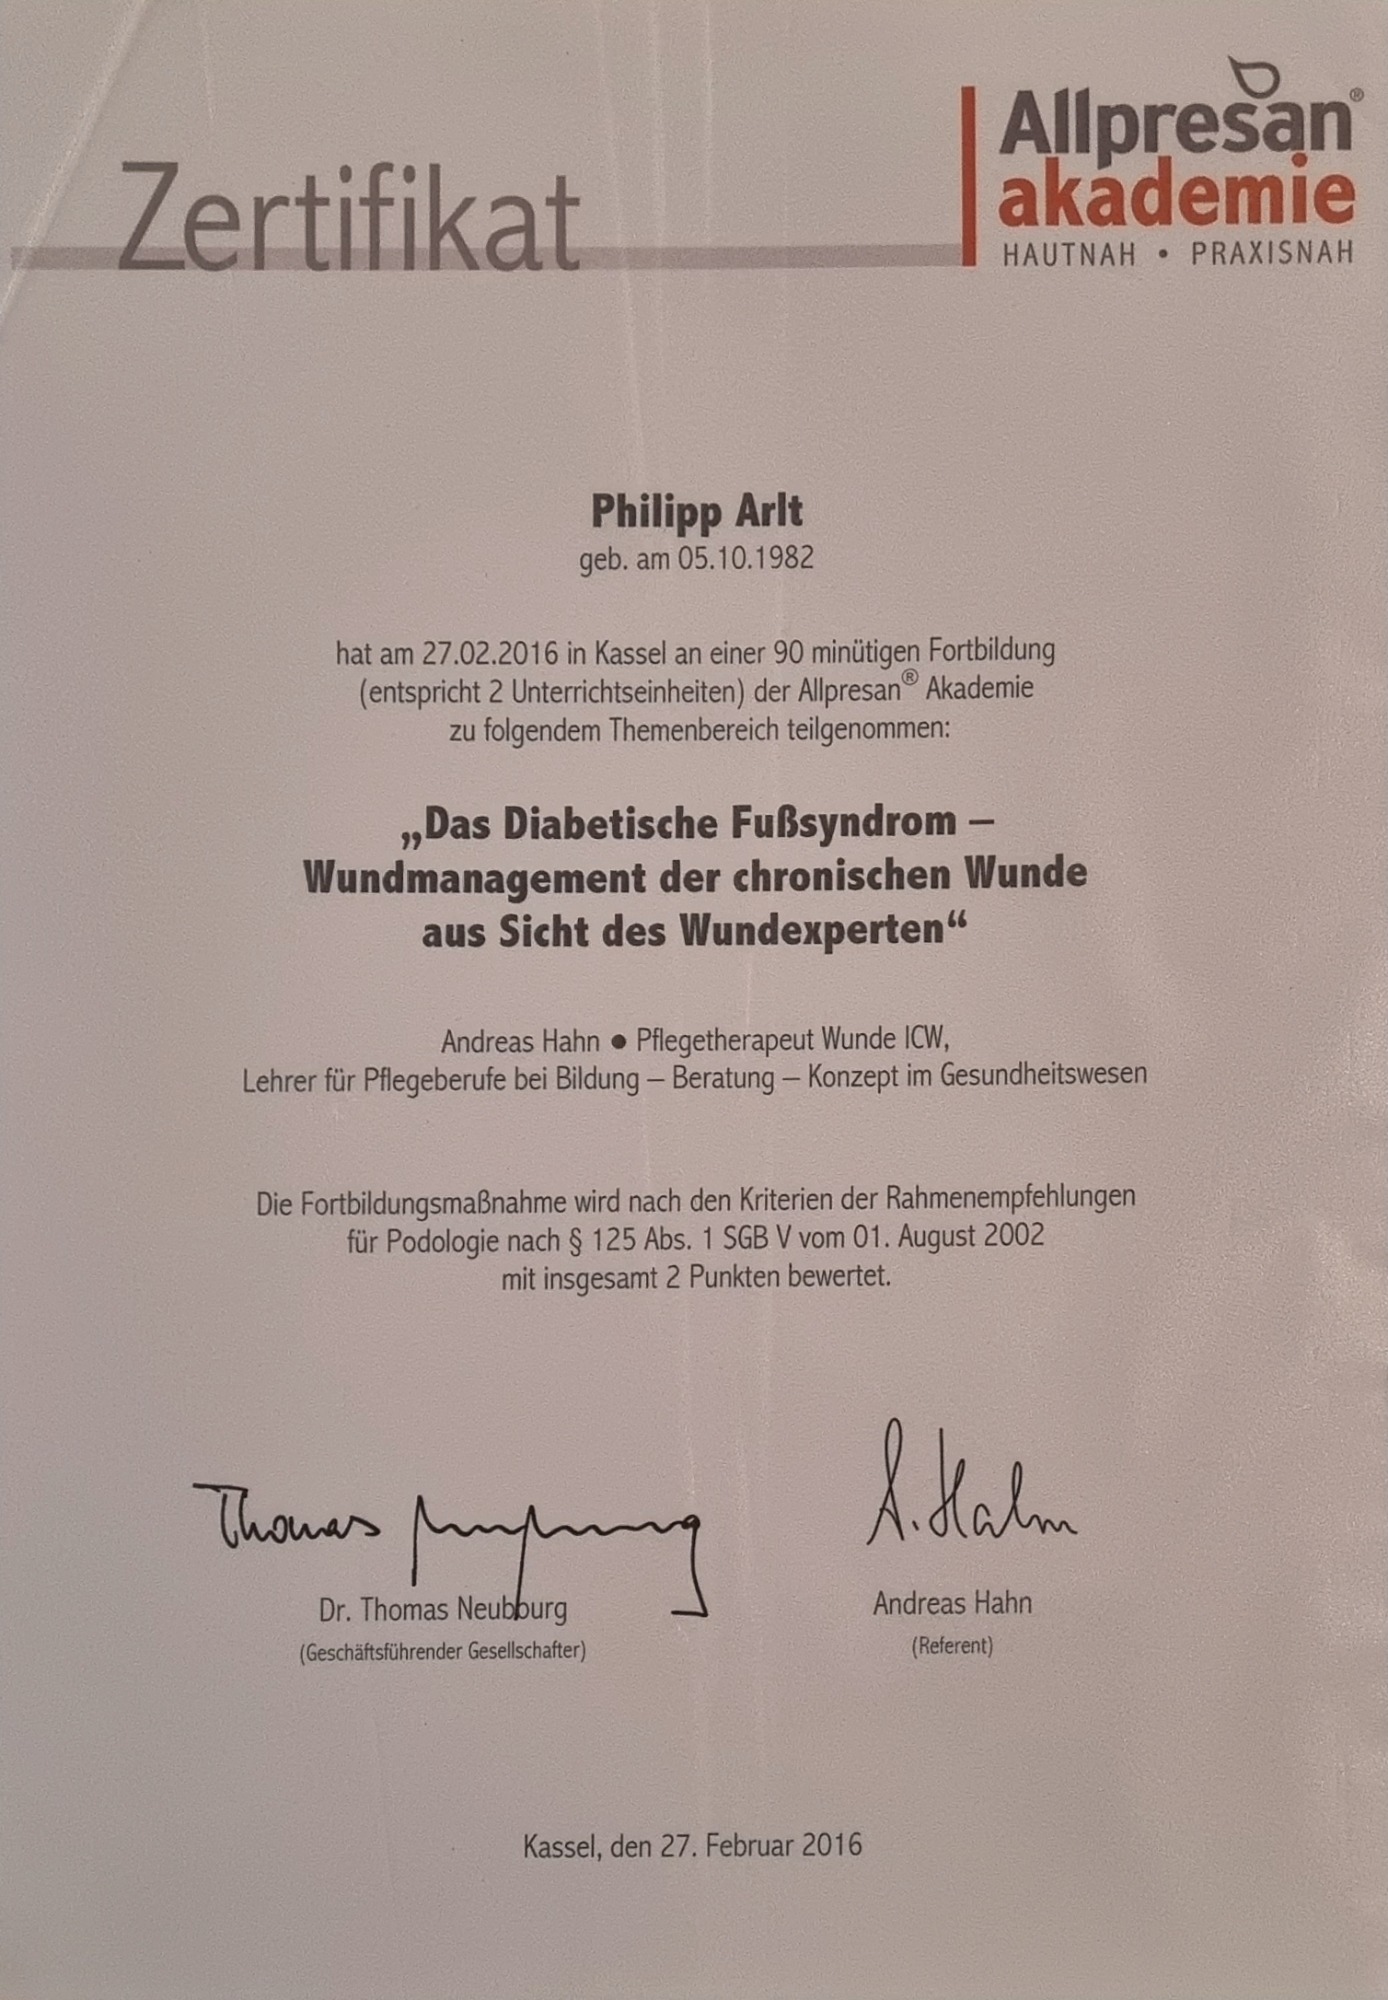 Zertifikat
Allpresan®
akademie
HAUTNAH • PRAXISNAH
Philipp Arlt
geb. am 05.10.1982
hat am 27.02.2016 in Kassel an einer 90 minütigen Fortbildung
(entspricht 2 Unterrichtseinheiten) der Allpresan® Akademie
zu folgendem Themenbereich teilgenommen:
„Das Diabetische Fußsyndrom –
Wundmanagement der chronischen Wunde
aus Sicht des Wundexperten“
Andreas Hahn ● Pflegetherapeut Wunde ICW,
Lehrer für Pflegeberufe bei Bildung – Beratung – Konzept im Gesundheitswesen
Die Fortbildungsmaßnahme wird nach den Kriterien der Rahmenempfehlungen
für Podologie nach § 125 Abs. 1 SGB V vom 01. August 2002
mit insgesamt 2 Punkten bewertet.
Thomas
A. Hahn
Dr. Thomas Neubourg
(Geschäftsführender Gesellschafter)
Andreas Hahn
(Referent)
Kassel, den 27. Februar 2016